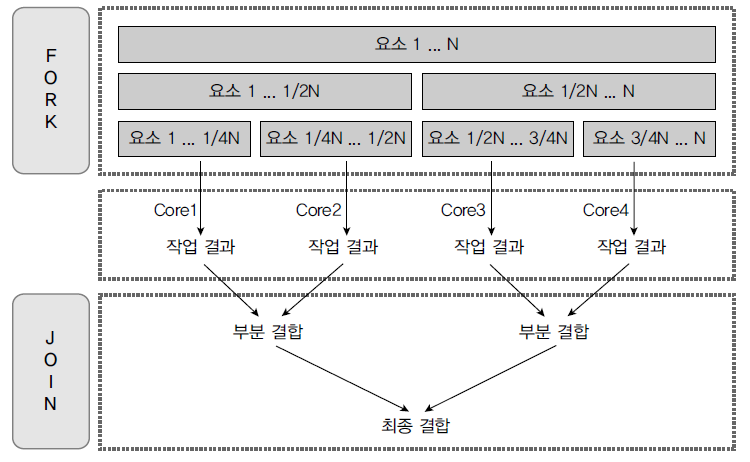 FORK
요소 1 ... N
요소 1 ... 1/2N
요소 1/2N ... N
요소 1 ... 1/4N
요소 1/4N ... 1/2N
요소 1/2N ... 3/4N
요소 3/4N ... N
Core1
Core2
Core3
Core4
작업 결과
작업 결과
작업 결과
작업 결과
JOIN
부분 결합
부분 결합
최종 결합